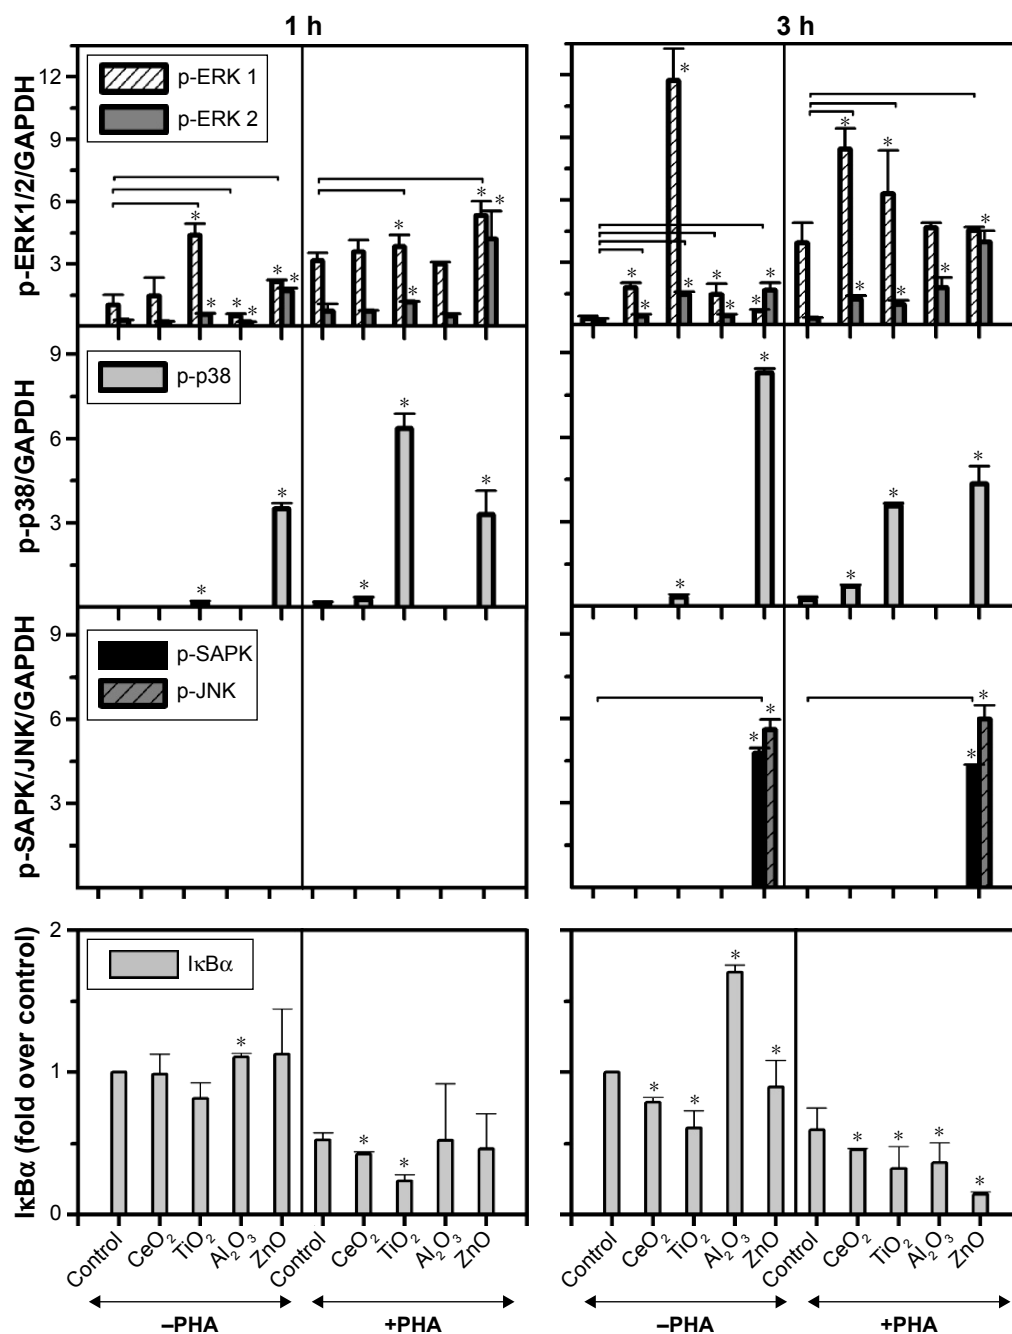 1 h
3 h
p-ERK1/2/GAPDH
12
9
6
3
p-ERK 1
p-ERK 2
* * * * * * *
* * * *
* * * * * * * *
* * * * * *
p-p38/GAPDH
9
6
3
p-p38
* *
* * *
* *
* * *
p-SAPK/JNK/GAPDH
9
6
3
p-SAPK
p-JNK
* *
* *
IκBα (fold over control)
2
1
0
IκBα
*
* *
* * * *
* * * *
Control CeO₂ TiO₂ Al₂O₃ ZnO Control CeO₂ TiO₂ Al₂O₃ ZnO
Control CeO₂ TiO₂ Al₂O₃ ZnO Control CeO₂ TiO₂ Al₂O₃ ZnO
–PHA +PHA
–PHA +PHA